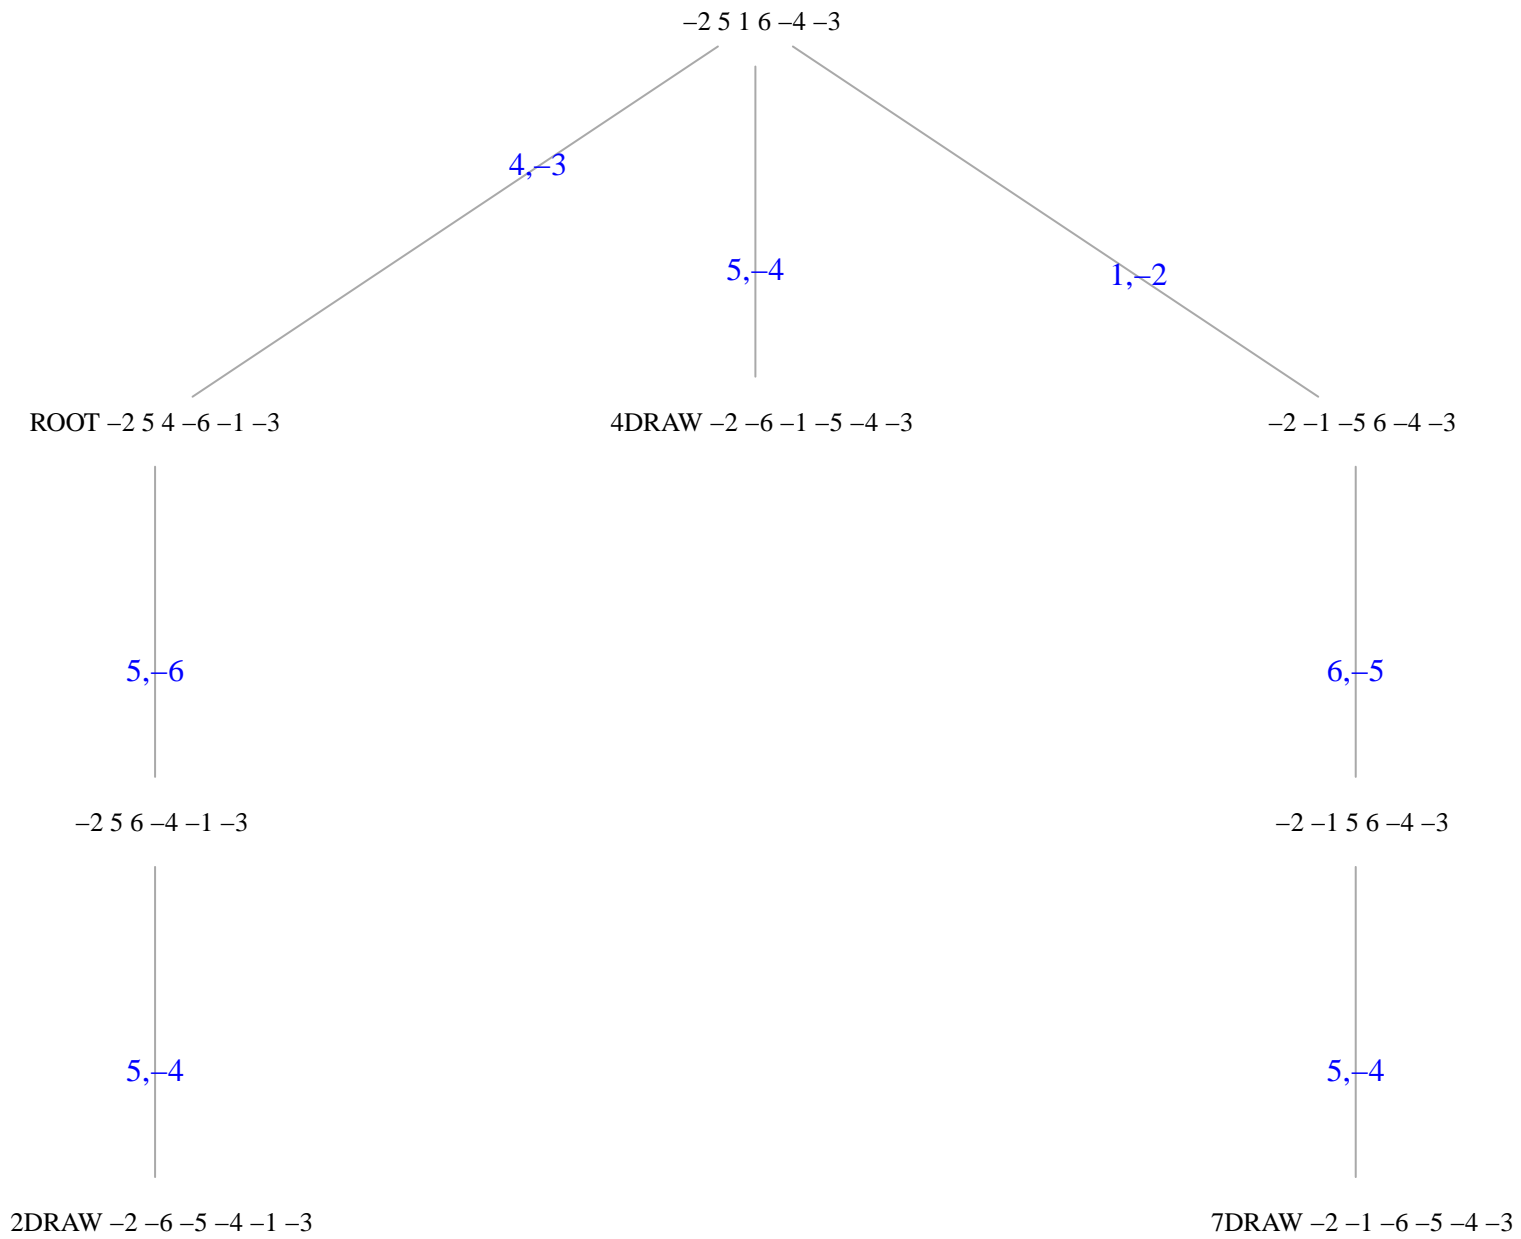 –2 5 1 6 –4 –3
4,–3
5,–4
1,–2
ROOT –2 5 4 –6 –1 –3
4DRAW –2 –6 –1 –5 –4 –3
–2 –1 –5 6 –4 –3
5,–6
6,–5
–2 5 6 –4 –1 –3
–2 –1 5 6 –4 –3
5,–4
5,–4
2DRAW –2 –6 –5 –4 –1 –3
7DRAW –2 –1 –6 –5 –4 –3